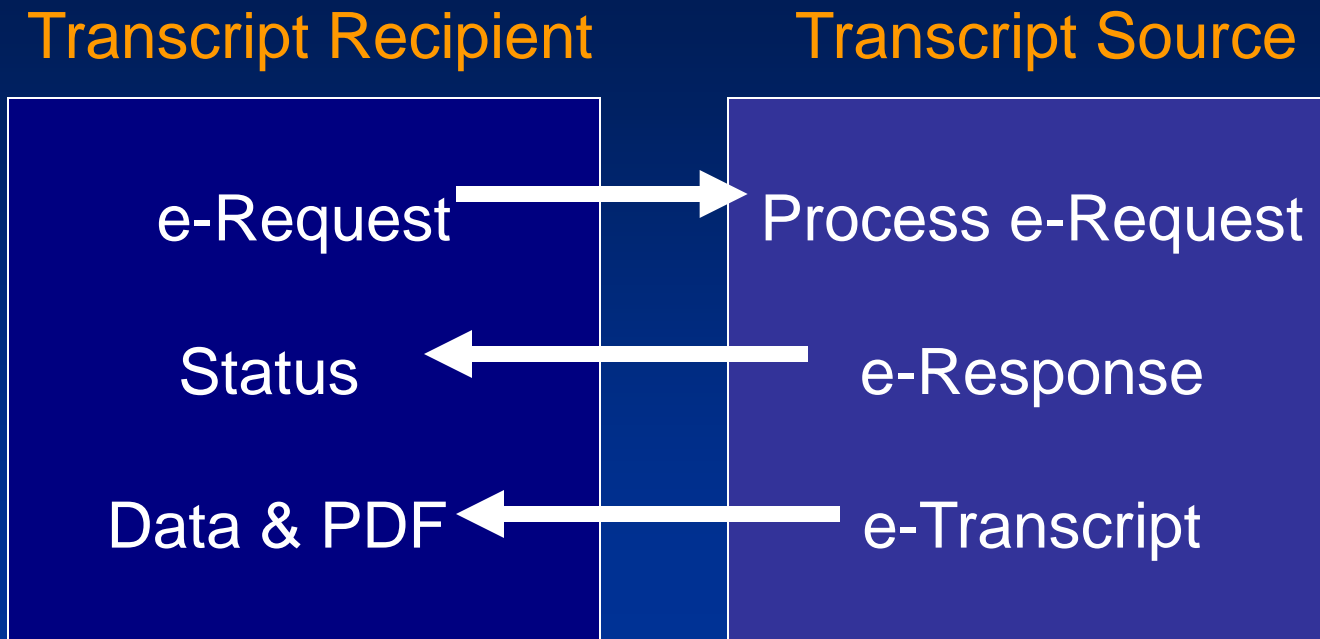 Transcript Recipient
Transcript Source
e-Request
Process e-Request
Status
e-Response
Data & PDF
e-Transcript